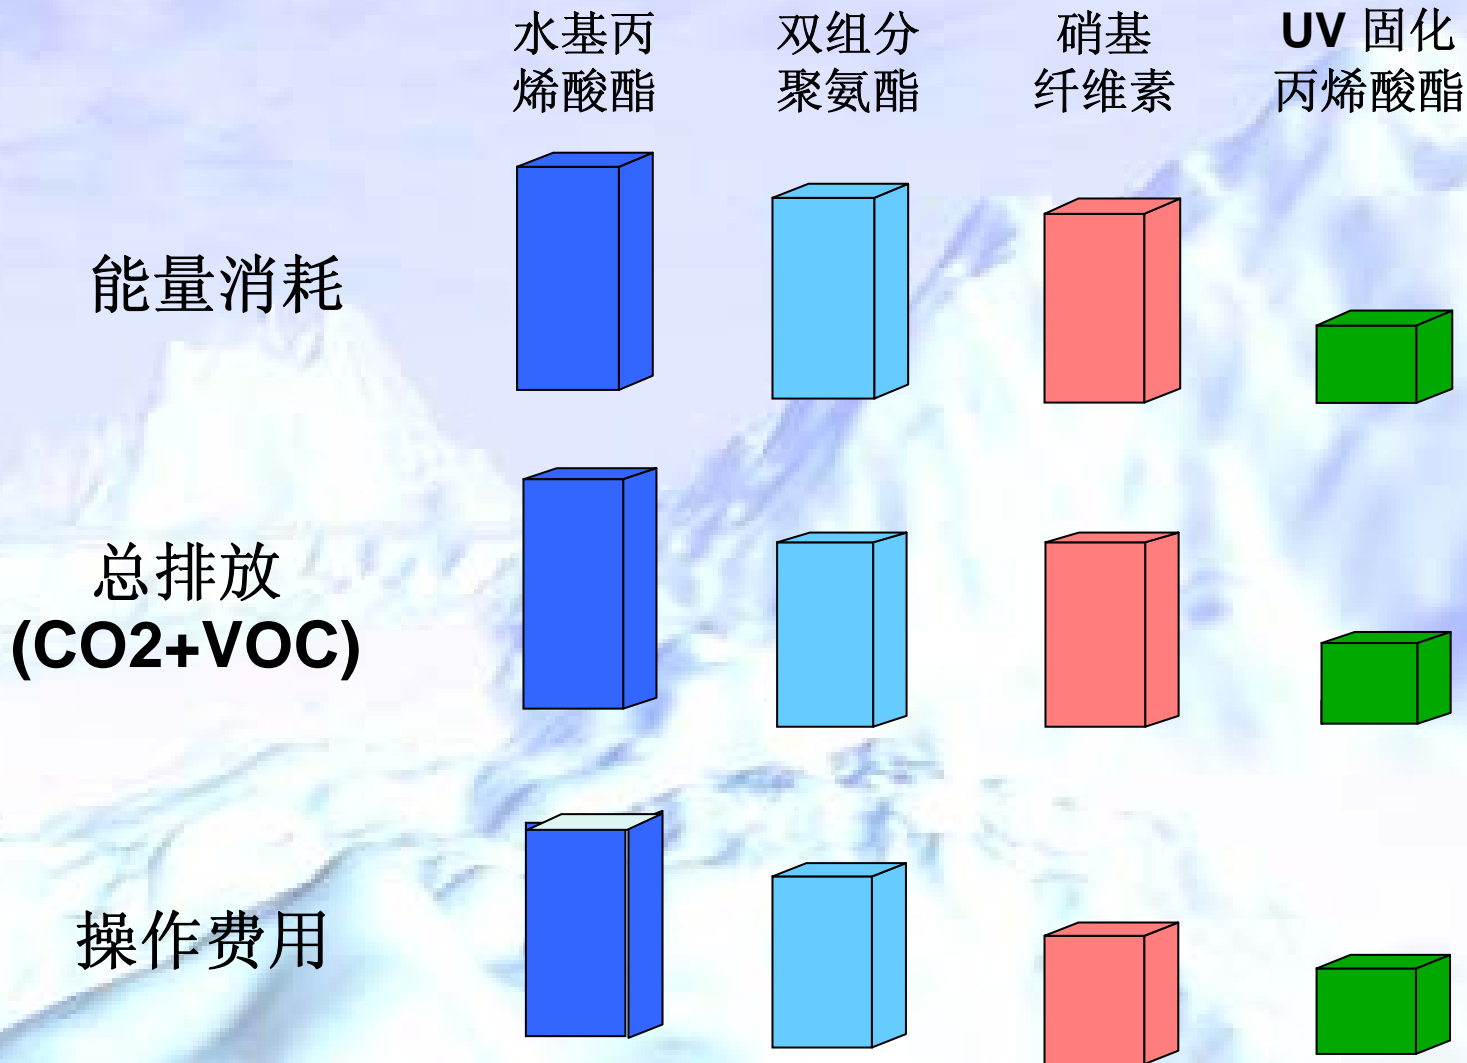 水基丙
烯酸酯
双组分
聚氨酯
硝基
纤维素
UV 固化
丙烯酸酯
能量消耗
总排放
(CO2+VOC)
操作费用